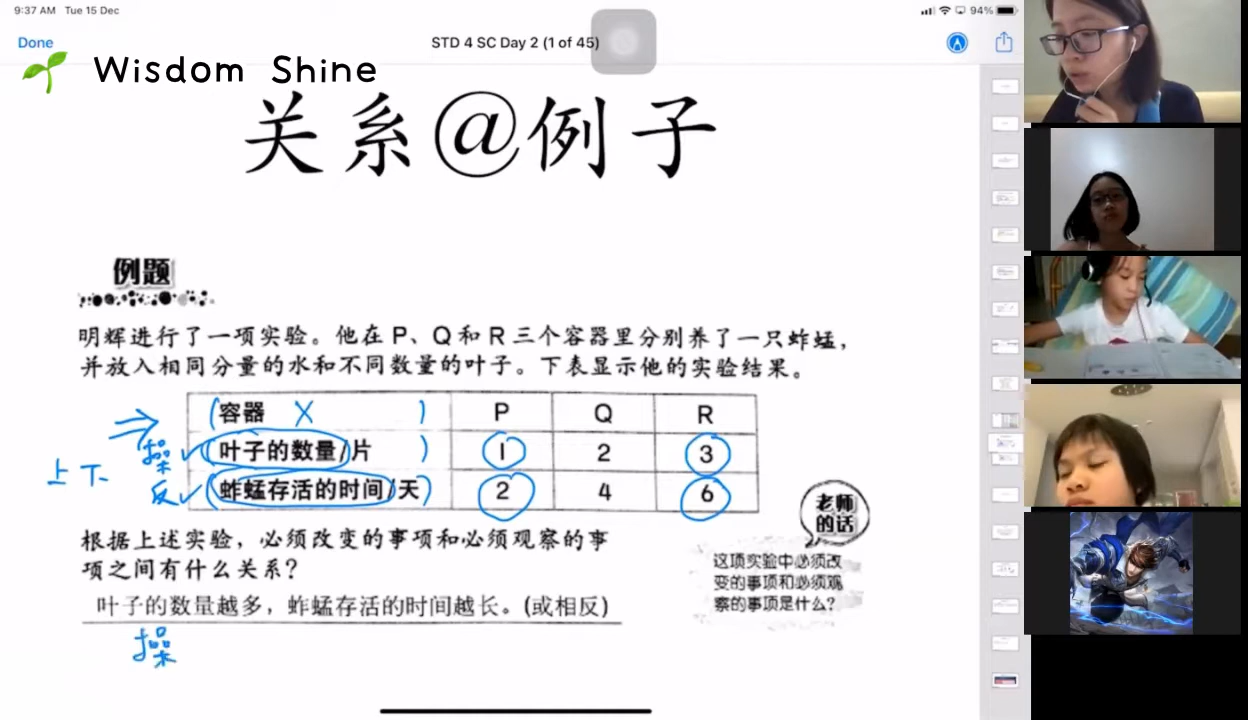 9:37 AM Tue 15 Dec
94%
Done
STD 4 SC Day 2 (1 of 45)
Wisdom Shine
关系@例子
例题
明辉进行了一项实验。他在 P、Q 和 R 三个容器里分别养了一只蚱蜢，
并放入相同分量的水和不同数量的叶子。下表显示他的实验结果。
(容器 X ) P Q R
操 ✓ (叶子的数量/片 ) 1 2 3
上下
反 ✓ (蚱蜢存活的时间/天) 2 4 6
老师
的话
根据上述实验，必须改变的事项和必须观察的事
项之间有什么关系？
这项实验中必须改
变的事项和必须观
察的事项是什么？
叶子的数量越多，蚱蜢存活的时间越长。(或相反)
操